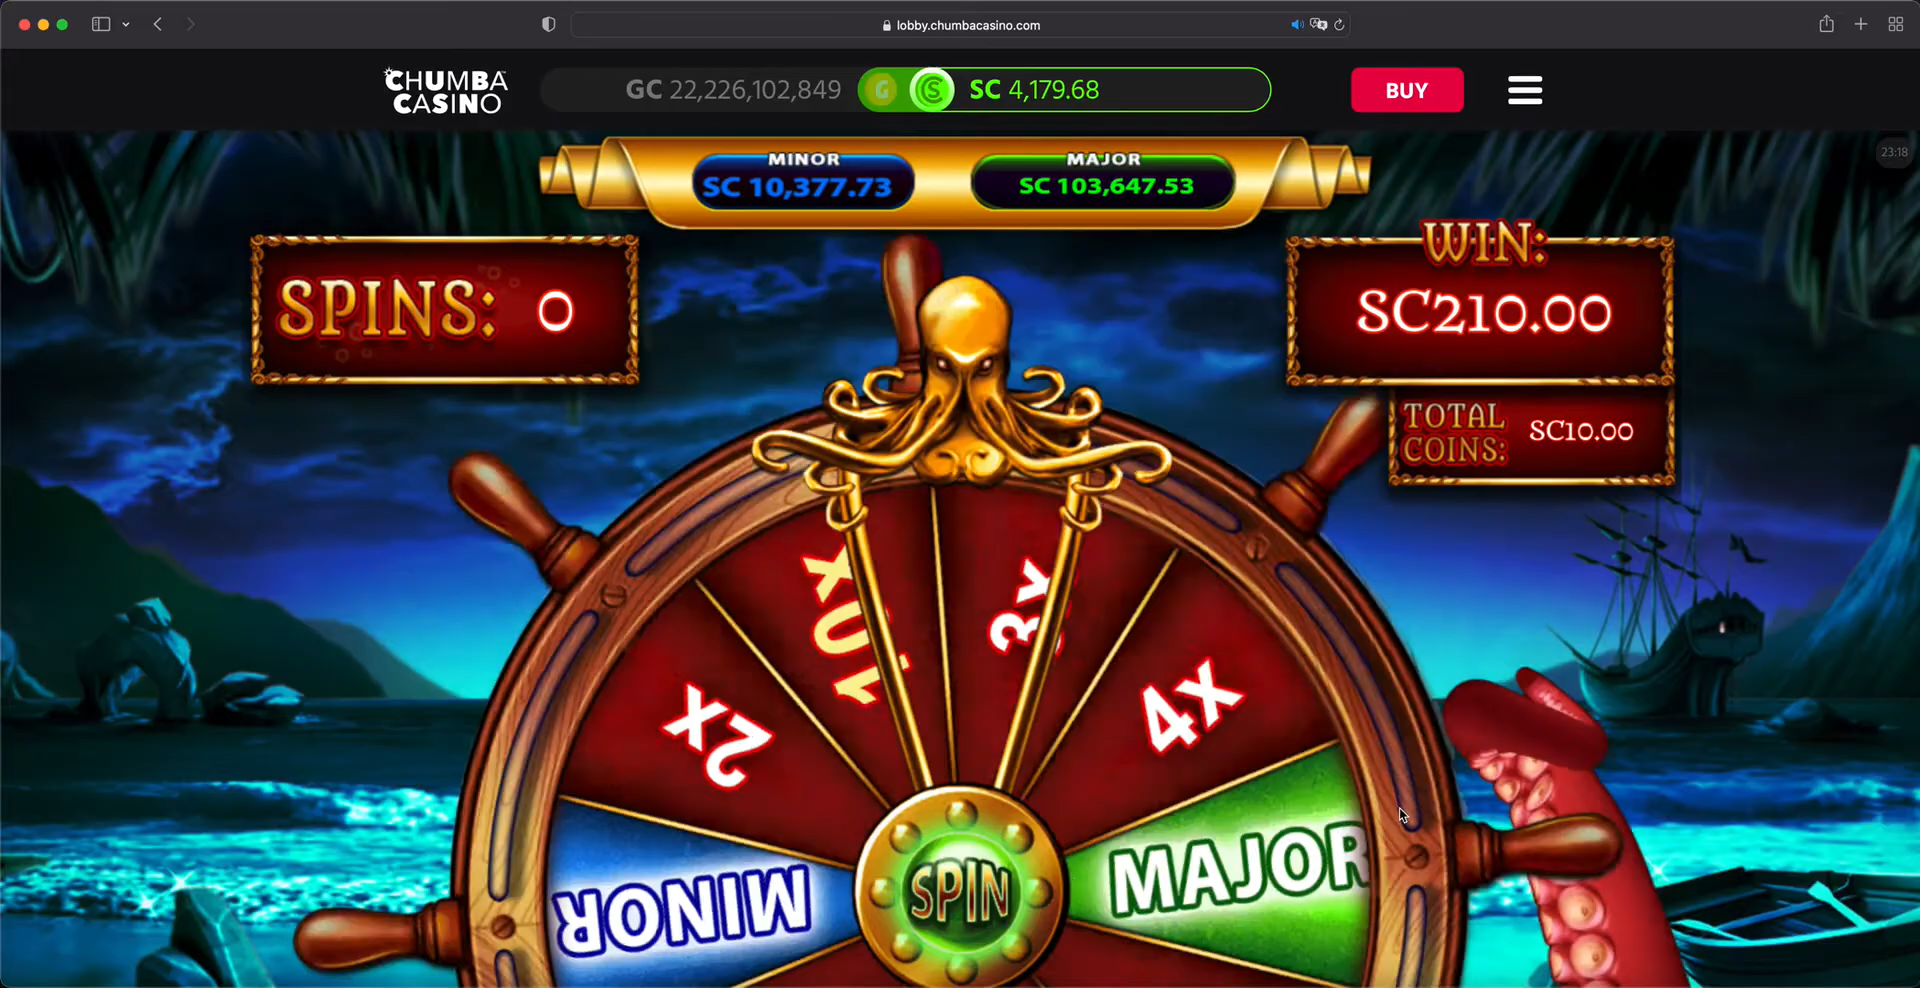 lobby.chumbacasino.com
CHUMBA
CASINO
GC 22,226,102,849
G
S
SC 4,179.68
BUY
23:18
MINOR
SC 10,377.73
MAJOR
SC 103,647.53
SPINS: 0
WIN:
SC210.00
TOTAL
COINS:
SC10.00
2x
10x
3x
4x
MINOR
SPIN
MAJOR